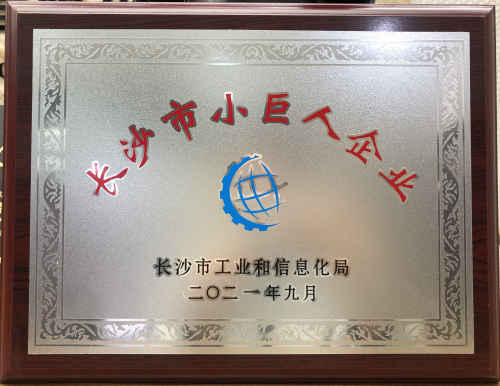 长沙市小巨人企业
长沙市工业和信息化局
二〇二一年九月